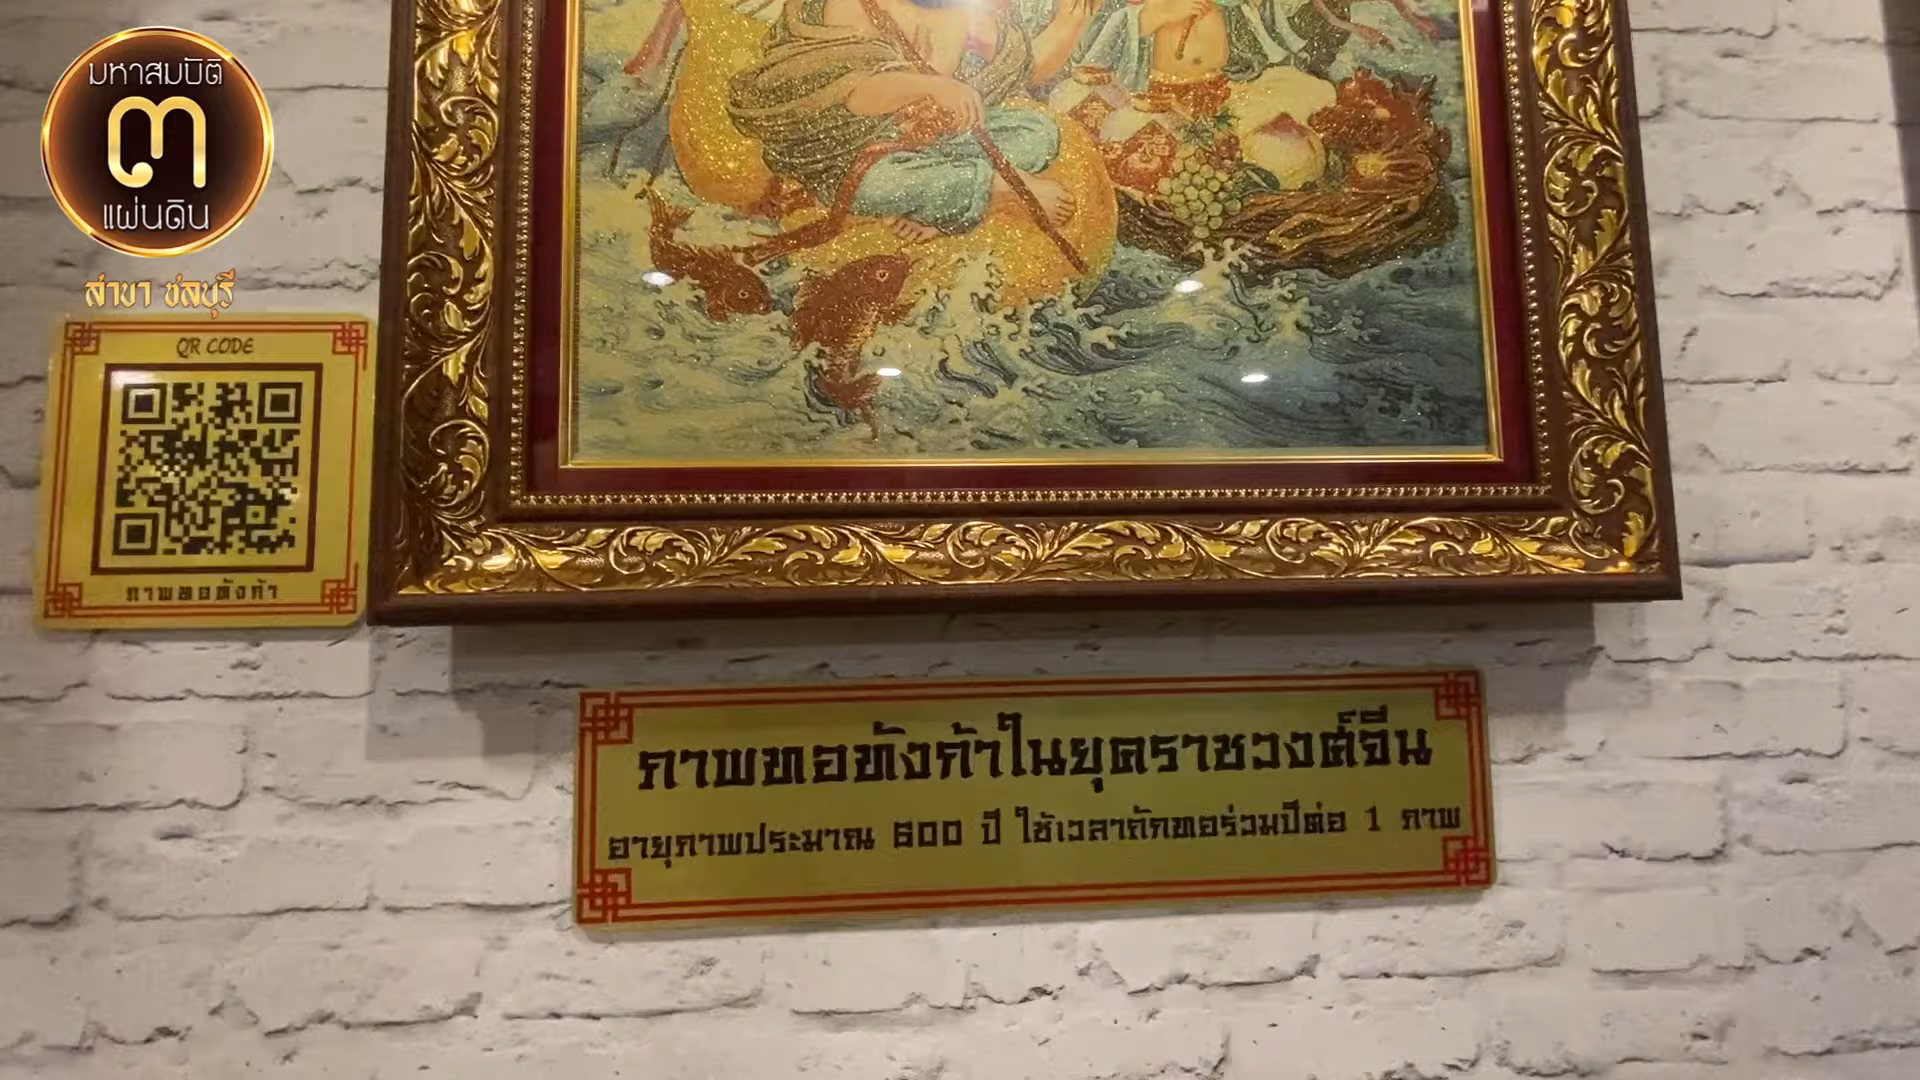 มหาสมบัติ
๓
แผ่นดิน
สาขา ชลบุรี
QR CODE
ภาพทอทังก้า
ภาพทอทังก้าในยุคราชวงศ์จีน
อายุภาพประมาณ 600 ปี ใช้เวลาถักทอร่วมปีต่อ 1 ภาพ